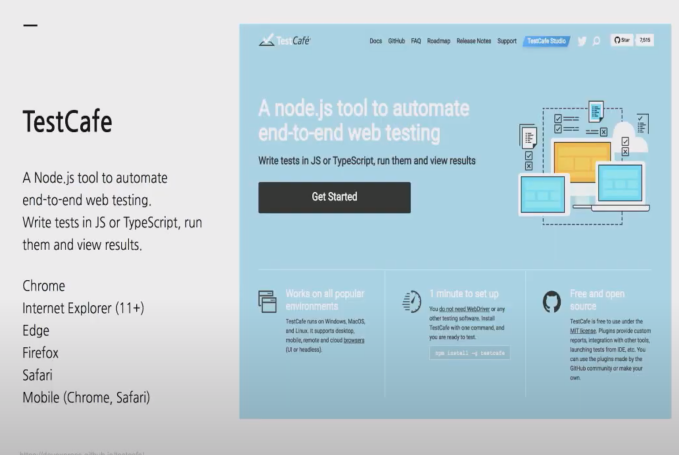 TestCafe
A Node.js tool to automate
end-to-end web testing.
Write tests in JS or TypeScript, run
them and view results.
Chrome
Internet Explorer (11+)
Edge
Firefox
Safari
Mobile (Chrome, Safari)
TestCafé
Docs GitHub FAQ Roadmap Release Notes Support TestCafe Studio Star 7,515
A node.js tool to automate
end-to-end web testing
Write tests in JS or TypeScript, run them and view results
Get Started
Works on all popular
environments
TestCafe runs on Windows, MacOS,
and Linux. It supports desktop,
mobile, remote and cloud browsers
(UI or headless).
1 minute to set up
You do not need WebDriver or any
other testing software. Install
TestCafe with one command, and
you are ready to test.
npm install -g testcafe
Free and open
source
TestCafe is free to use under the
MIT license. Plugins provide custom
reports, integration with other tools,
launching tests from IDE, etc. You
can use the plugins made by the
GitHub community or make your
own.